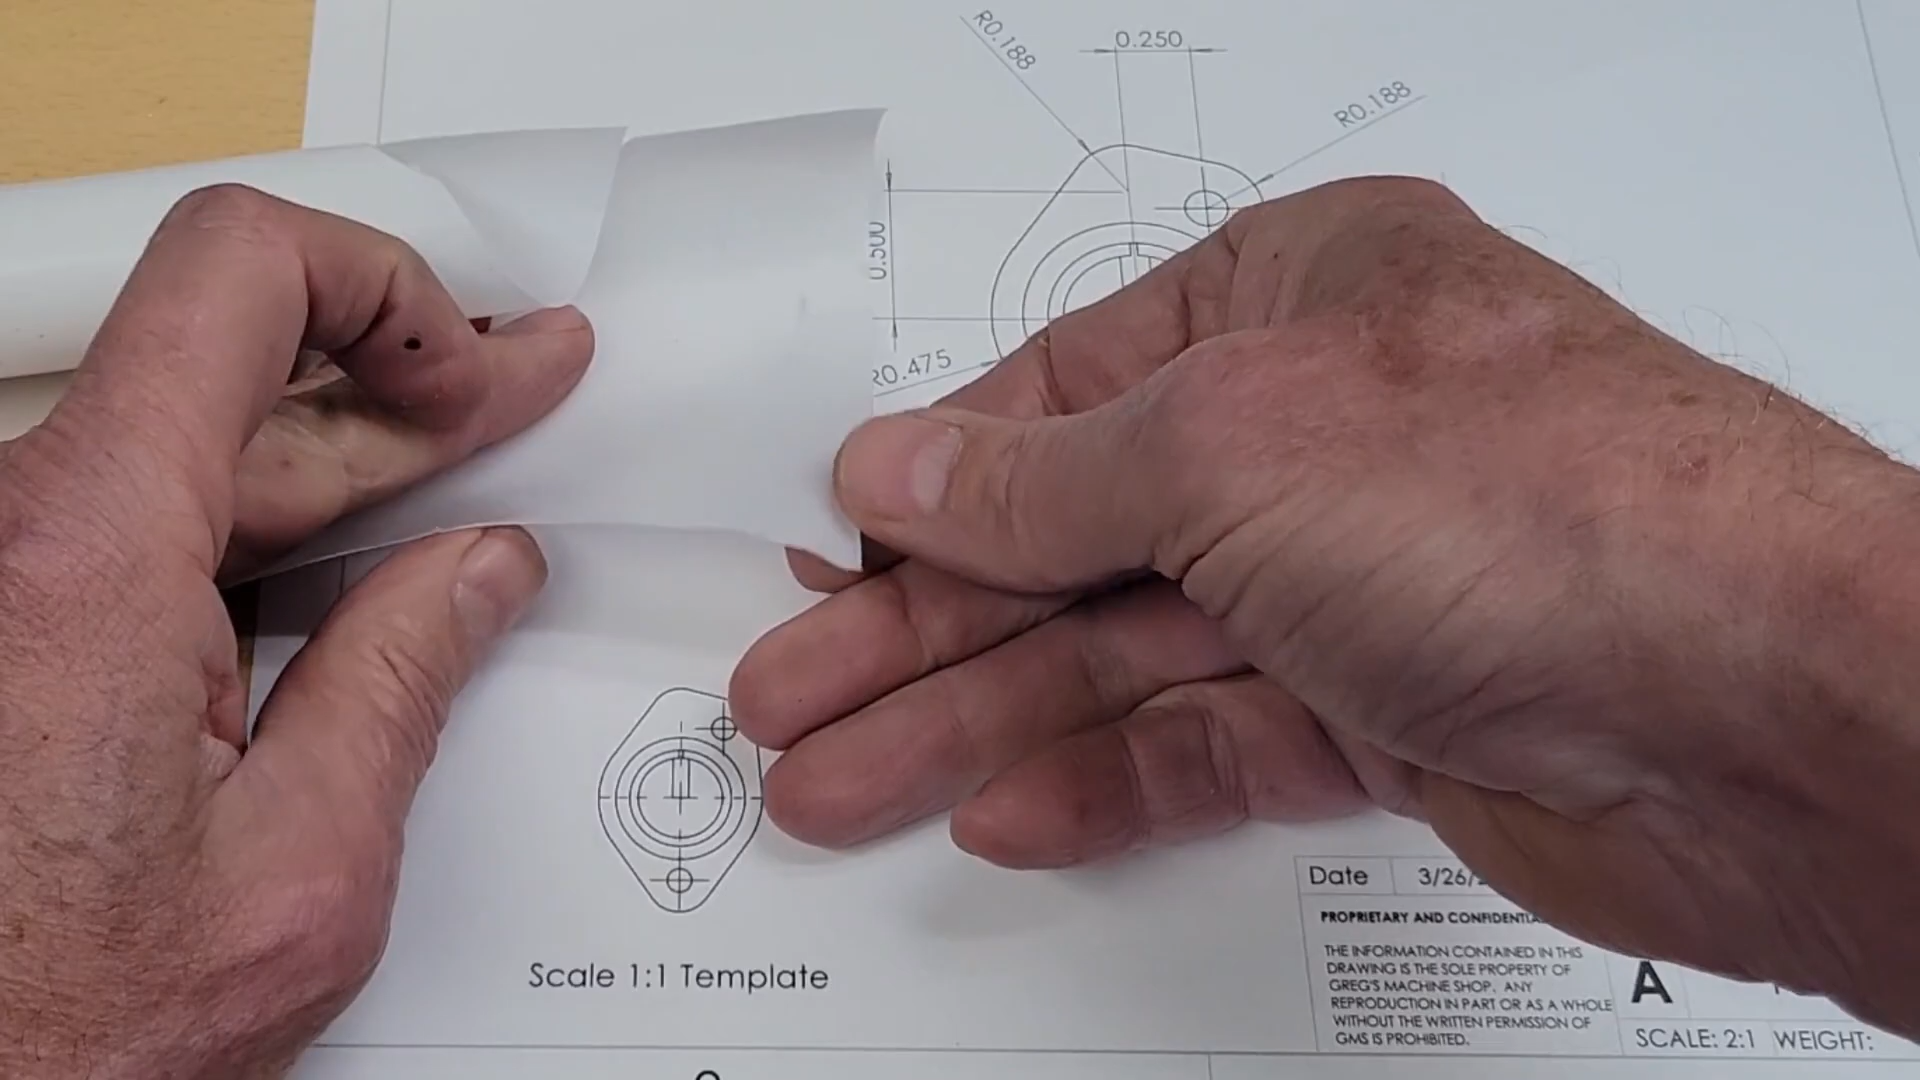 R0.188
0.250
R0.188
0.500
R0.475
Scale 1:1 Template
Date
PROPRIETARY AND
THE INFORMATION CONTAINED IN THIS
DRAWING IS THE SOLE PROPERTY OF
GREG'S MACHINE SHOP. ANY
REPRODUCTION IN PART OR AS A WHOLE
WITHOUT THE WRITTEN PERMISSION OF
GMS IS PROHIBITED.
A
SCALE: 2:1 WEIGHT: